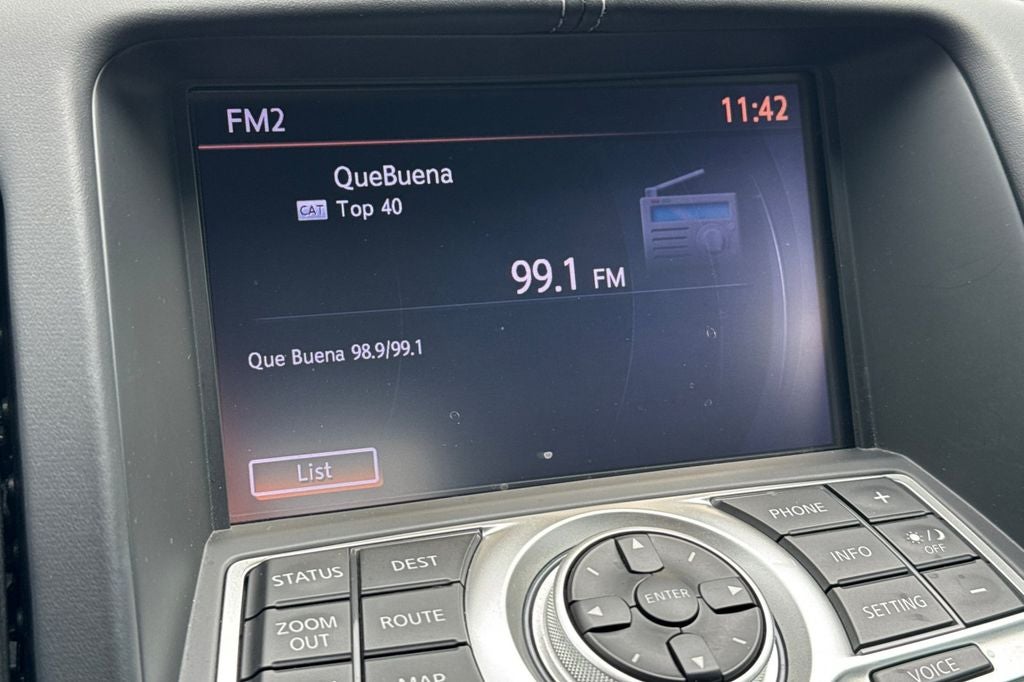 FM2
11:42
QueBuena
CAT Top 40
99.1 FM
Que Buena 98.9/99.1
List
STATUS
DEST
ZOOM
OUT
ROUTE
MAP
ENTER
PHONE
+
INFO
OFF
SETTING
-
VOICE